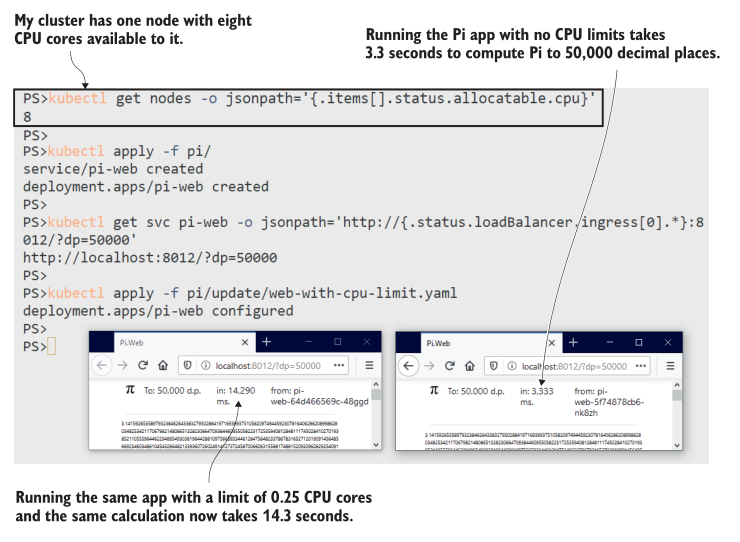 My cluster has one node with eight
CPU cores available to it.
Running the Pi app with no CPU limits takes
3.3 seconds to compute Pi to 50,000 decimal places.
PS>kubectl get nodes -o jsonpath='{.items[].status.allocatable.cpu}'
8
PS>
PS>kubectl apply -f pi/
service/pi-web created
deployment.apps/pi-web created
PS>
PS>kubectl get svc pi-web -o jsonpath='http://{.status.loadBalancer.ingress[0].*}:8
012/?dp=50000'
http://localhost:8012/?dp=50000
PS>
PS>kubectl apply -f pi/update/web-with-cpu-limit.yaml
deployment.apps/pi-web configured
PS>
PS>
Pi.Web
localhost:8012/?dp=50000
π To: 50,000 d.p. in: 14,290 from: pi-
ms. web-64d466569c-48ggd
Pi.Web
localhost:8012/?dp=50000
π To: 50,000 d.p. in: 3,333 from: pi-
ms. web-5f74878cb6-
nk8zh
Running the same app with a limit of 0.25 CPU cores
and the same calculation now takes 14.3 seconds.